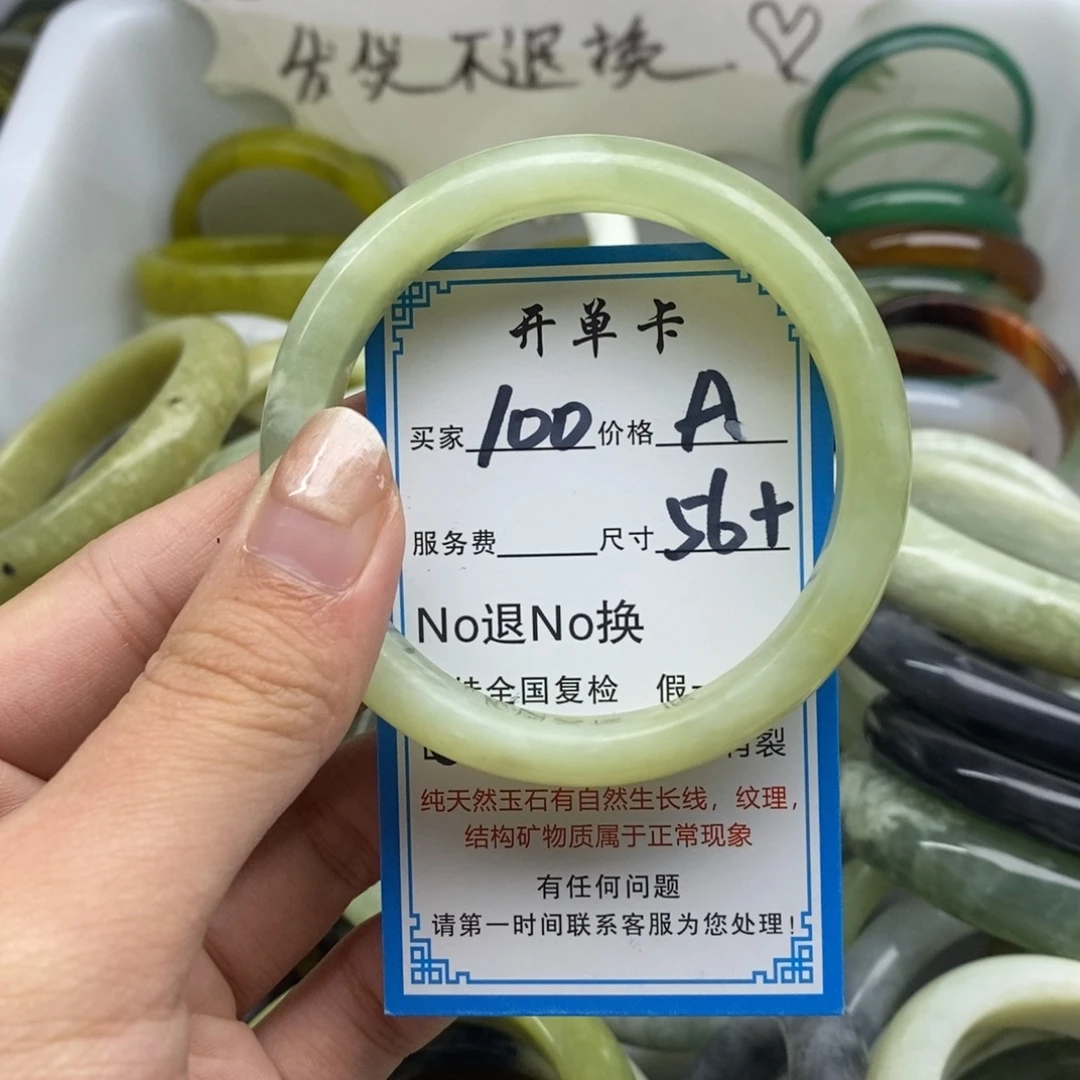 不退换
开单卡
买家 100 价格 A
服务费 尺寸 56+
No退No换
全国复检 假一
裂
纯天然玉石有自然生长线，纹理，
结构矿物质属于正常现象
有任何问题
请第一时间联系客服为您处理！